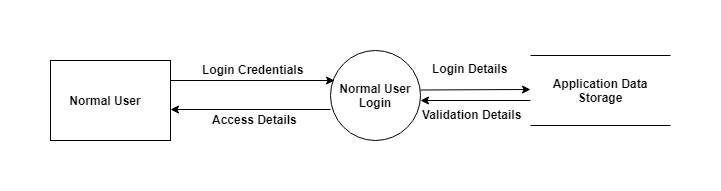 Login Credentials
Normal User
Access Details
Normal User
Login
Login Details
Validation Details
Application Data
Storage